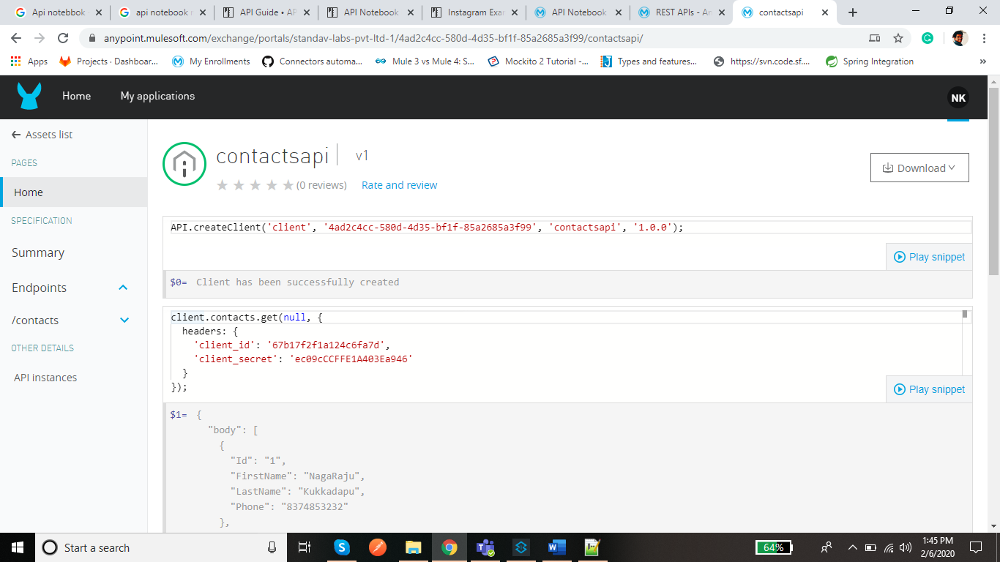 Api notebbok
api notebook r
API Guide • AP
API Notebook
Instagram Exar
API Notebook
REST APIs - An
contactsapi
anypoint.mulesoft.com/exchange/portals/standav-labs-pvt-ltd-1/4ad2c4cc-580d-4d35-bf1f-85a2685a3f99/contactsapi/
Apps
Projects · Dashboar...
My Enrollments
Connectors automa...
Mule 3 vs Mule 4: S...
Mockito 2 Tutorial -...
Types and features...
https://svn.code.sf....
Spring Integration
»
Home
My applications
NK
Assets list
PAGES
Home
SPECIFICATION
Summary
Endpoints
/contacts
OTHER DETAILS
API instances
contactsapi
v1
(0 reviews)
Rate and review
Download
API.createClient('client', '4ad2c4cc-580d-4d35-bf1f-85a2685a3f99', 'contactsapi', '1.0.0');
Play snippet
$0= Client has been successfully created
client.contacts.get(null, {
headers: {
'client_id': '67b17f2f1a124c6fa7d',
'client_secret': 'ec09cCCFFE1A403Ea946'
}
});
Play snippet
$1= {
"body": [
{
"Id": "1",
"FirstName": "NagaRaju",
"LastName": "Kukkadapu",
"Phone": "8374853232"
},
Start a search
64%
1:45 PM
2/6/2020